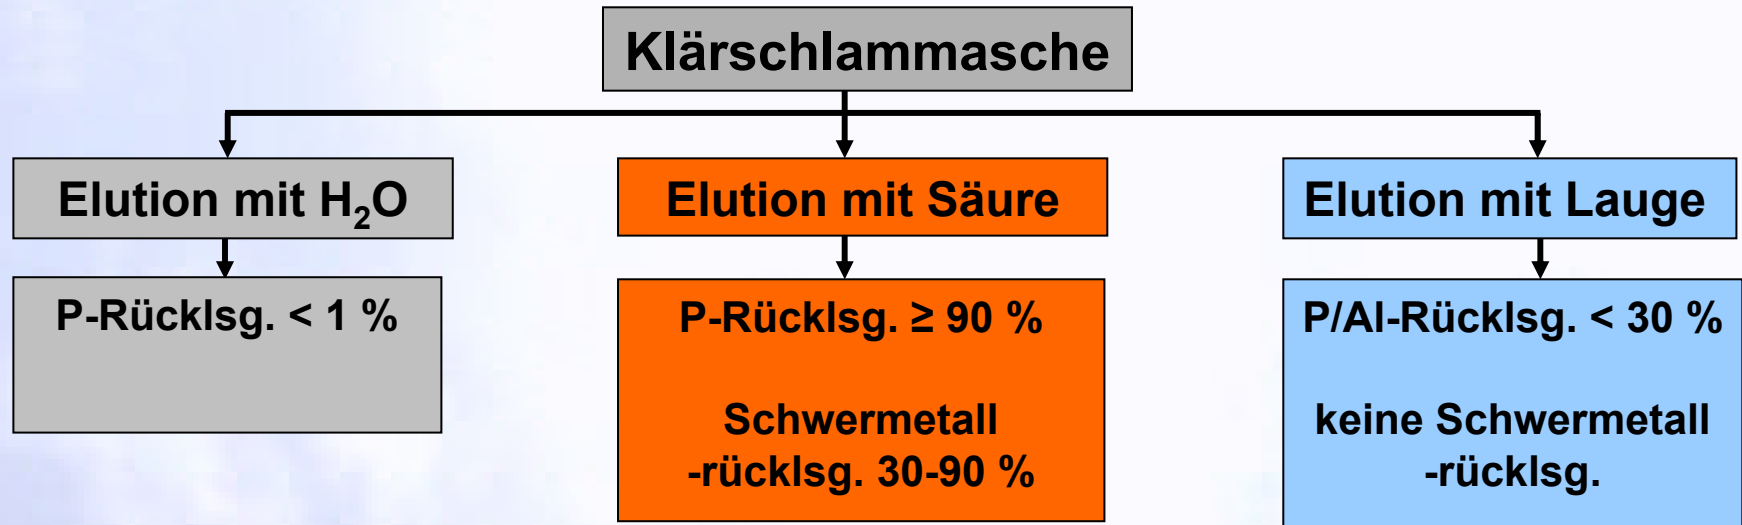 Klärschlammasche
Elution mit H₂O
P-Rücklsg. < 1 %
Elution mit Säure
P-Rücklsg. ≥ 90 %
Schwermetall
-rücklsg. 30-90 %
Elution mit Lauge
P/Al-Rücklsg. < 30 %
keine Schwermetall
-rücklsg.